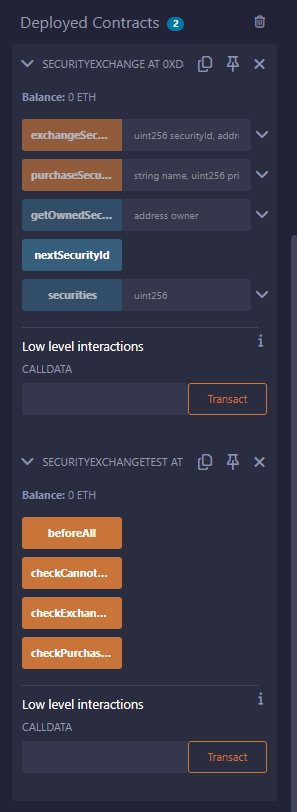 Deployed Contracts 2
SECURITYEXCHANGE AT 0XD
Balance: 0 ETH
exchangeSec... uint256 securityId, addre
purchaseSecu... string name, uint256 pri
getOwnedSec... address owner
nextSecurityId
securities uint256
Low level interactions
CALLDATA
Transact
SECURITYEXCHANGETEST AT
Balance: 0 ETH
beforeAll
checkCannot...
checkExchan...
checkPurchas...
Low level interactions
CALLDATA
Transact